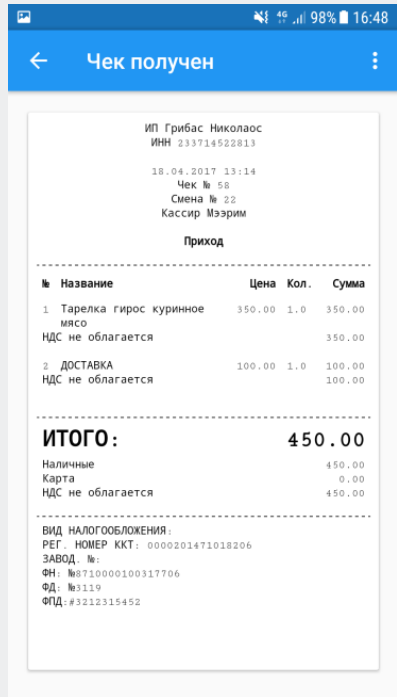 4G 98% 16:48
Чек получен
ИП Грибас Николаос
ИНН 233714522813
18.04.2017 13:14
Чек № 58
Смена № 22
Кассир Мээрим
Приход
№ Название Цена Кол. Сумма
1 Тарелка гирос куринное 350.00 1.0 350.00
мясо
НДС не облагается 350.00
2 ДОСТАВКА 100.00 1.0 100.00
НДС не облагается 100.00
ИТОГО: 450.00
Наличные 450.00
Карта 0.00
НДС не облагается 450.00
ВИД НАЛОГООБЛОЖЕНИЯ:
РЕГ. НОМЕР ККТ: 0000201471018206
ЗАВОД. №:
ФН: №8710000100317706
ФД: №3119
ФПД:#3212315452